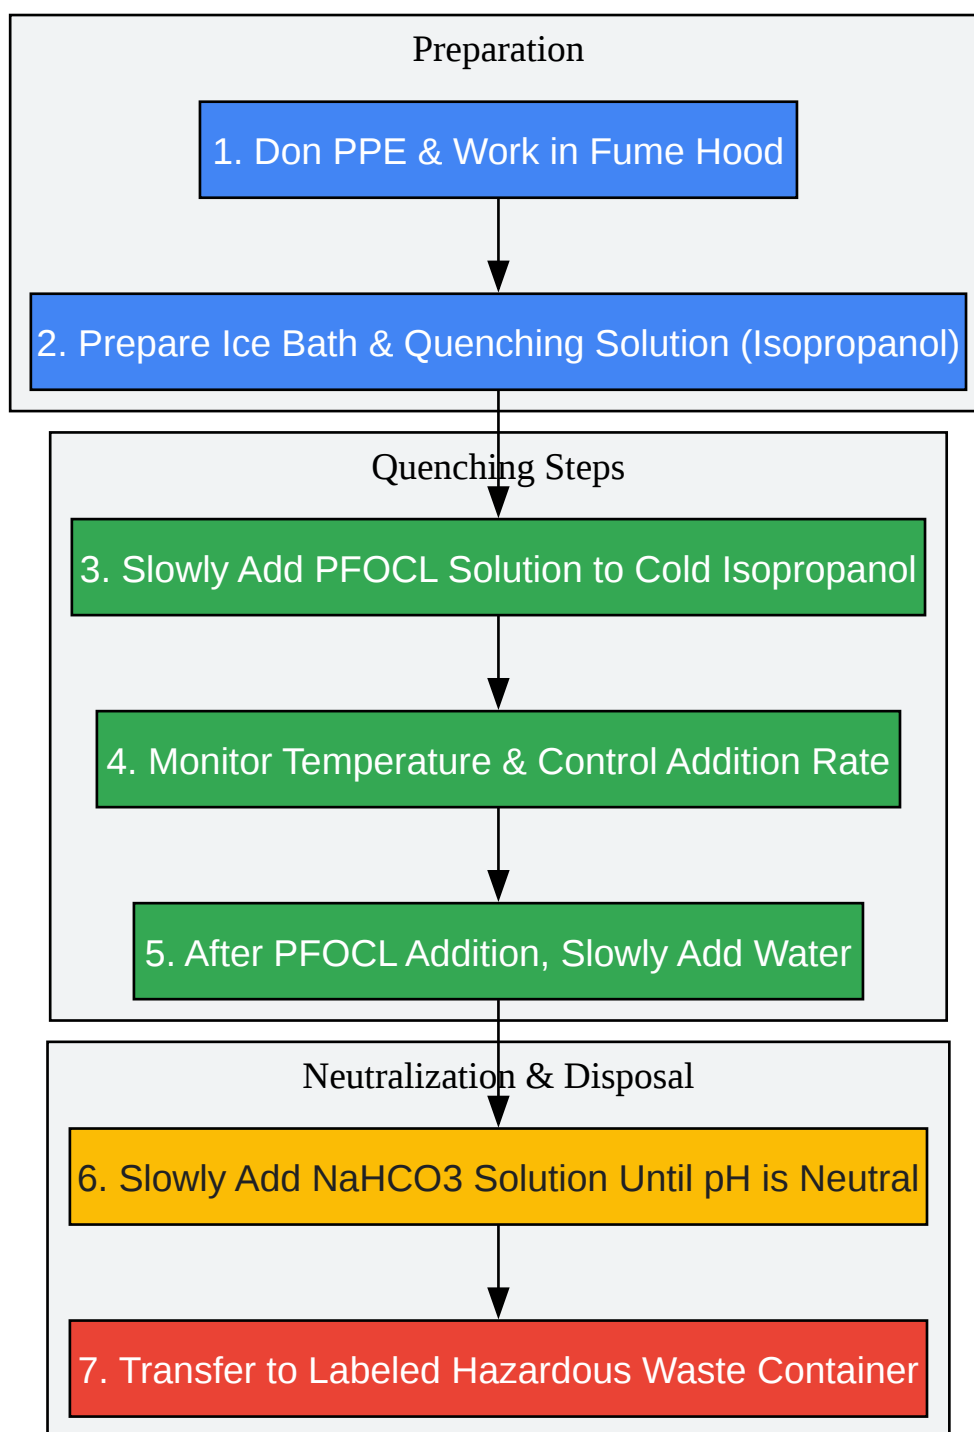 Preparation
1. Don PPE & Work in Fume Hood
2. Prepare Ice Bath & Quenching Solution (Isopropanol)
Quenching Steps
3. Slowly Add PFOCL Solution to Cold Isopropanol
4. Monitor Temperature & Control Addition Rate
5. After PFOCL Addition, Slowly Add Water
Neutralization & Disposal
6. Slowly Add NaHCO3 Solution Until pH is Neutral
7. Transfer to Labeled Hazardous Waste Container